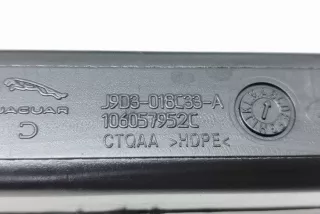 J9D3-018C33-A
JAGUAR
106057952C
CTQAA >HDPE<